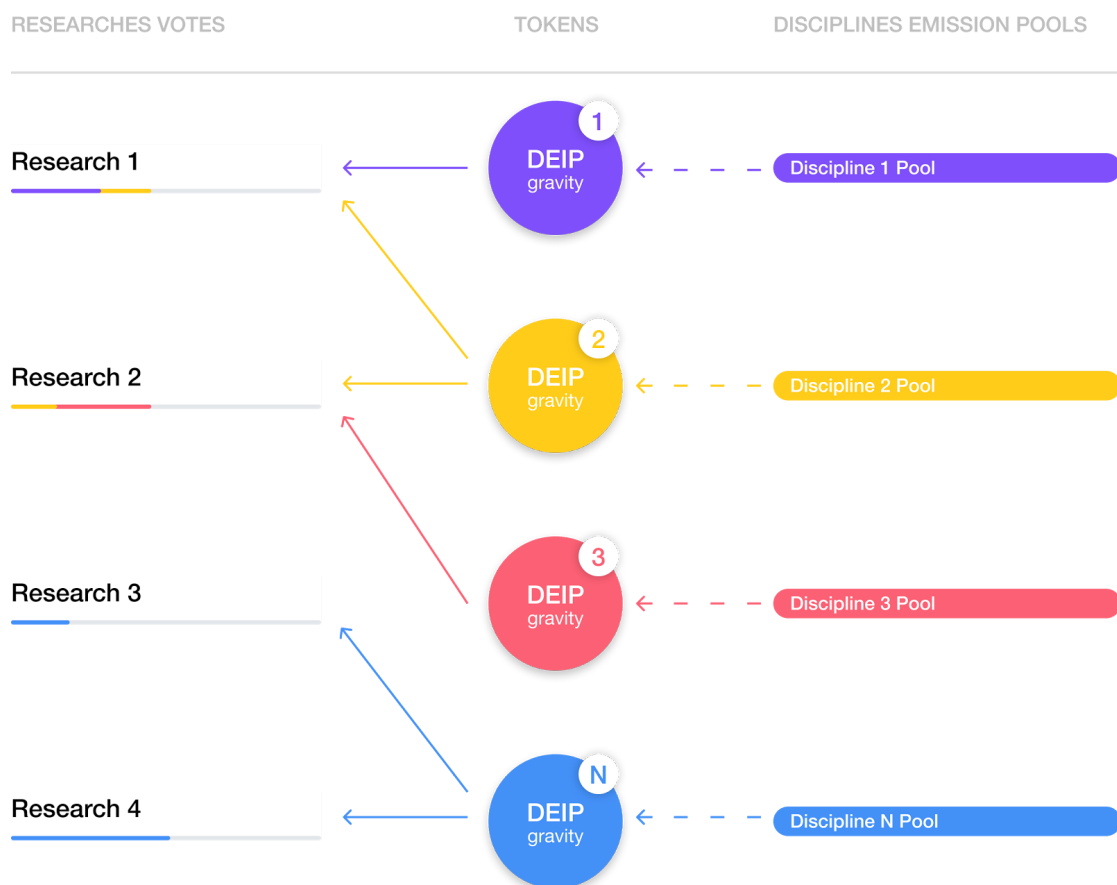 RESEARCHES VOTES
TOKENS
DISCIPLINES EMISSION POOLS
Research 1
1
DEIP
gravity
Discipline 1 Pool
Research 2
2
DEIP
gravity
Discipline 2 Pool
Research 3
3
DEIP
gravity
Discipline 3 Pool
Research 4
N
DEIP
gravity
Discipline N Pool